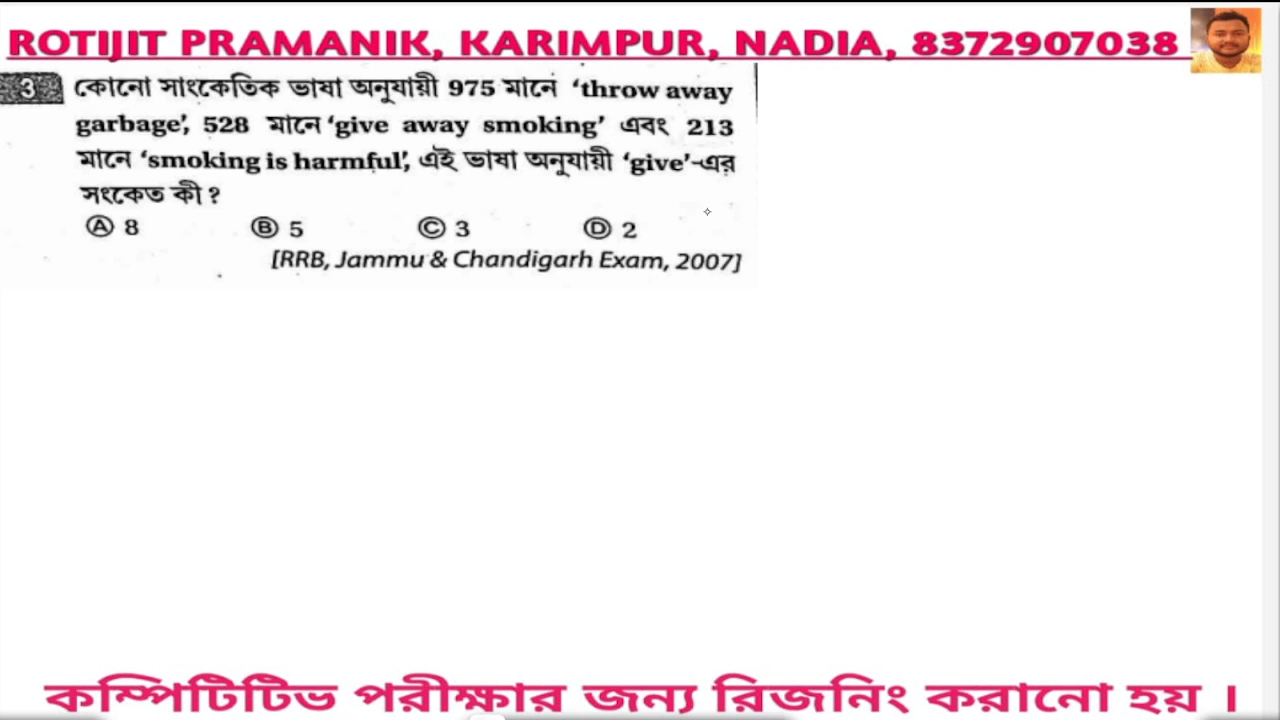 ROTIJIT PRAMANIK, KARIMPUR, NADIA, 8372907038
3 কোনো সাংকেতিক ভাষা অনুযায়ী 975 মানে ‘throw away
garbage’, 528 মানে ‘give away smoking’ এবং 213
মানে ‘smoking is harmful’, এই ভাষা অনুযায়ী ‘give’-এর
সংকেত কী ?
Ⓐ 8 Ⓑ 5 Ⓒ 3 Ⓓ 2
[RRB, Jammu & Chandigarh Exam, 2007]
কম্পিটিটিভ পরীক্ষার জন্য রিজনিং করানো হয় ।